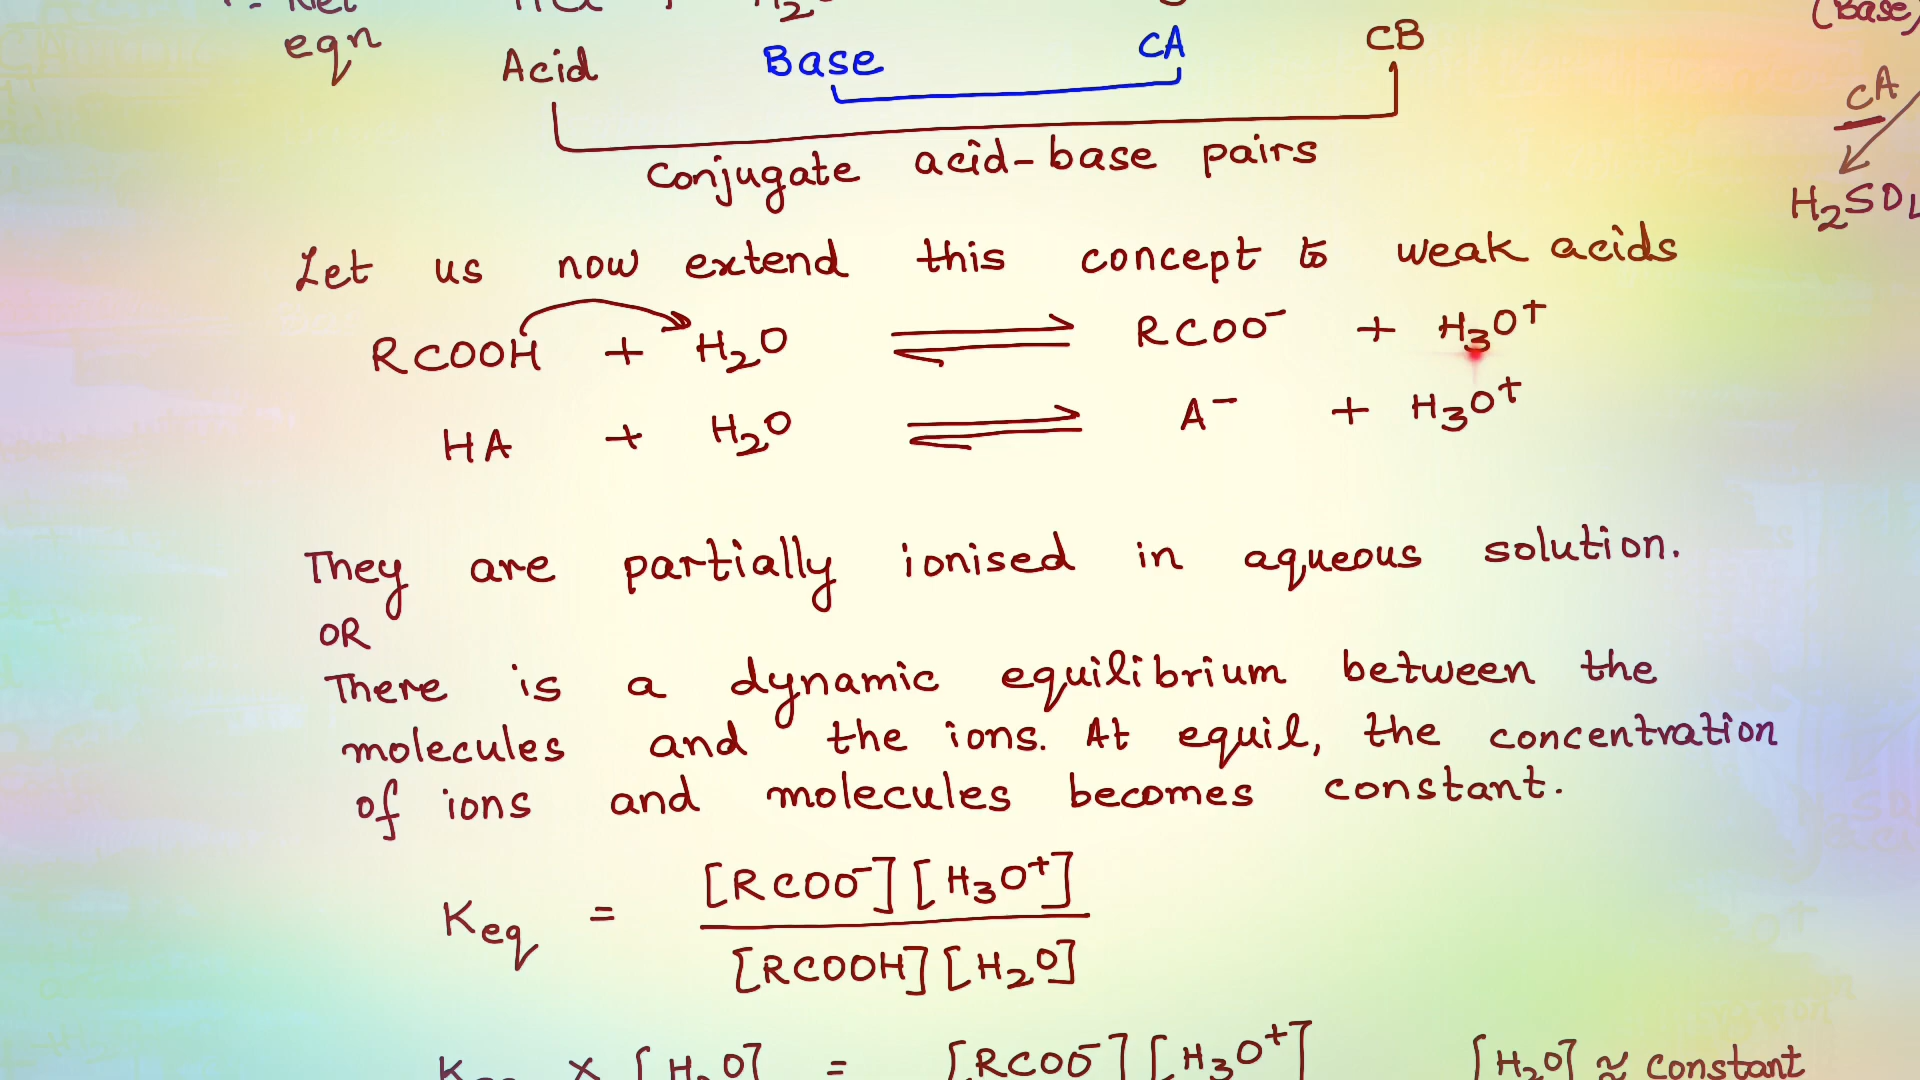 eqn Acid Base CA CB
(Base)
Conjugate acid-base pairs
CA
Let us now extend this concept to weak acids
RCOOH + H₂O ⇌ RCOO⁻ + H₃O⁺
HA + H₂O ⇌ A⁻ + H₃O⁺
They are partially ionised in aqueous solution.
OR
There is a dynamic equilibrium between the
molecules and the ions. At equil, the concentration
of ions and molecules becomes constant.
Keq = [RCOO⁻][H₃O⁺] / [RCOOH][H₂O]
× [H₂O] = [RCOO⁻][H₃O⁺] [H₂O] ≈ constant